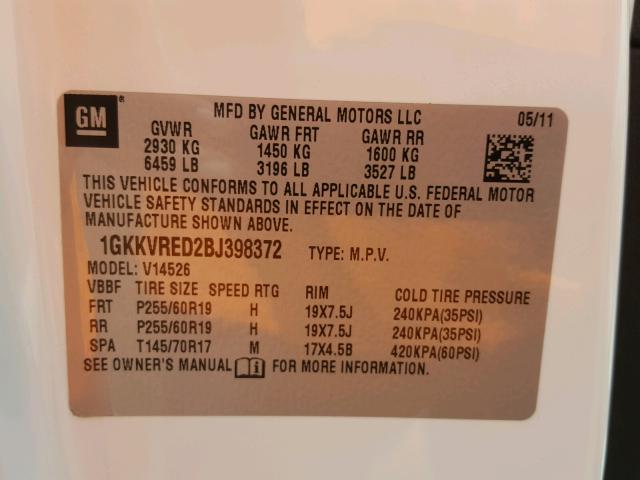 GM ®
MFD BY GENERAL MOTORS LLC 05/11
GVWR GAWR FRT GAWR RR
2930 KG 1450 KG 1600 KG
6459 LB 3196 LB 3527 LB
THIS VEHICLE CONFORMS TO ALL APPLICABLE U.S. FEDERAL MOTOR
VEHICLE SAFETY STANDARDS IN EFFECT ON THE DATE OF
MANUFACTURE SHOWN ABOVE.
1GKKVRED2BJ398372 TYPE: M.P.V.
MODEL: V14526
VBBF TIRE SIZE SPEED RTG RIM COLD TIRE PRESSURE
FRT P255/60R19 H 19X7.5J 240KPA(35PSI)
RR P255/60R19 H 19X7.5J 240KPA(35PSI)
SPA T145/70R17 M 17X4.5B 420KPA(60PSI)
SEE OWNER'S MANUAL i FOR MORE INFORMATION.